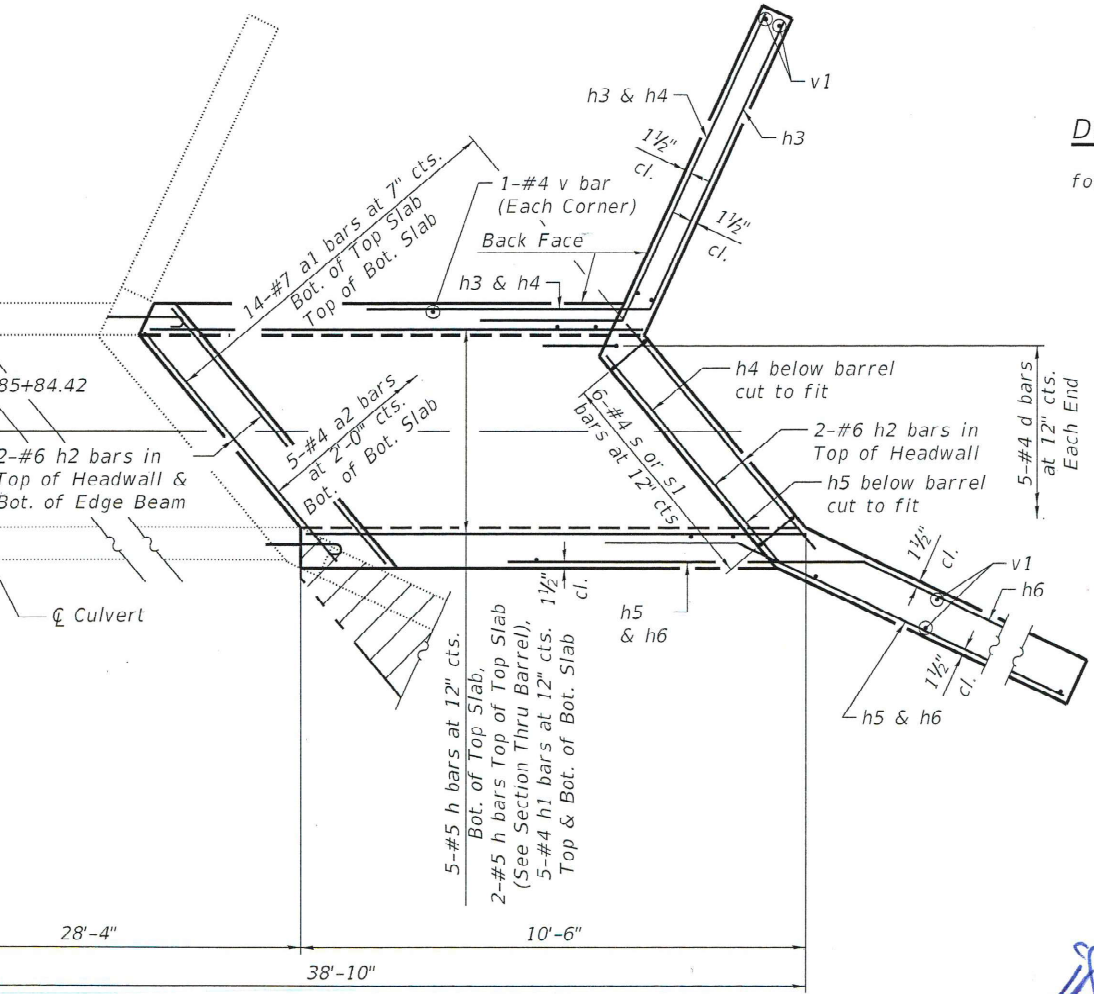 v1
h3 & h4
h3
1½"
cl.
1½"
cl.
D
fo
14-#7 a1 bars at 7" cts.
Bot. of Top Slab
Top of Bot. Slab
1-#4 v bar
(Each Corner)
Back Face
h3 & h4
85+84.42
2-#6 h2 bars in
Top of Headwall &
Bot. of Edge Beam
5-#4 a2 bars
at 2'-0" cts.
Bot. of Bot. Slab
6-#4 s or s1
bars at 12" cts
h4 below barrel
cut to fit
2-#6 h2 bars in
Top of Headwall
h5 below barrel
cut to fit
5-#4 d bars
at 12" cts.
Each End
℄ Culvert
1½"
cl.
v1
h6
h5
& h6
1½"
cl.
1½"
cl.
h5 & h6
5-#5 h bars at 12" cts.
Bot. of Top Slab,
2-#5 h bars Top of Top Slab
(See Section Thru Barrel),
5-#4 h1 bars at 12" cts.
Top & Bot. of Bot. Slab
28'-4"
10'-6"
38'-10"